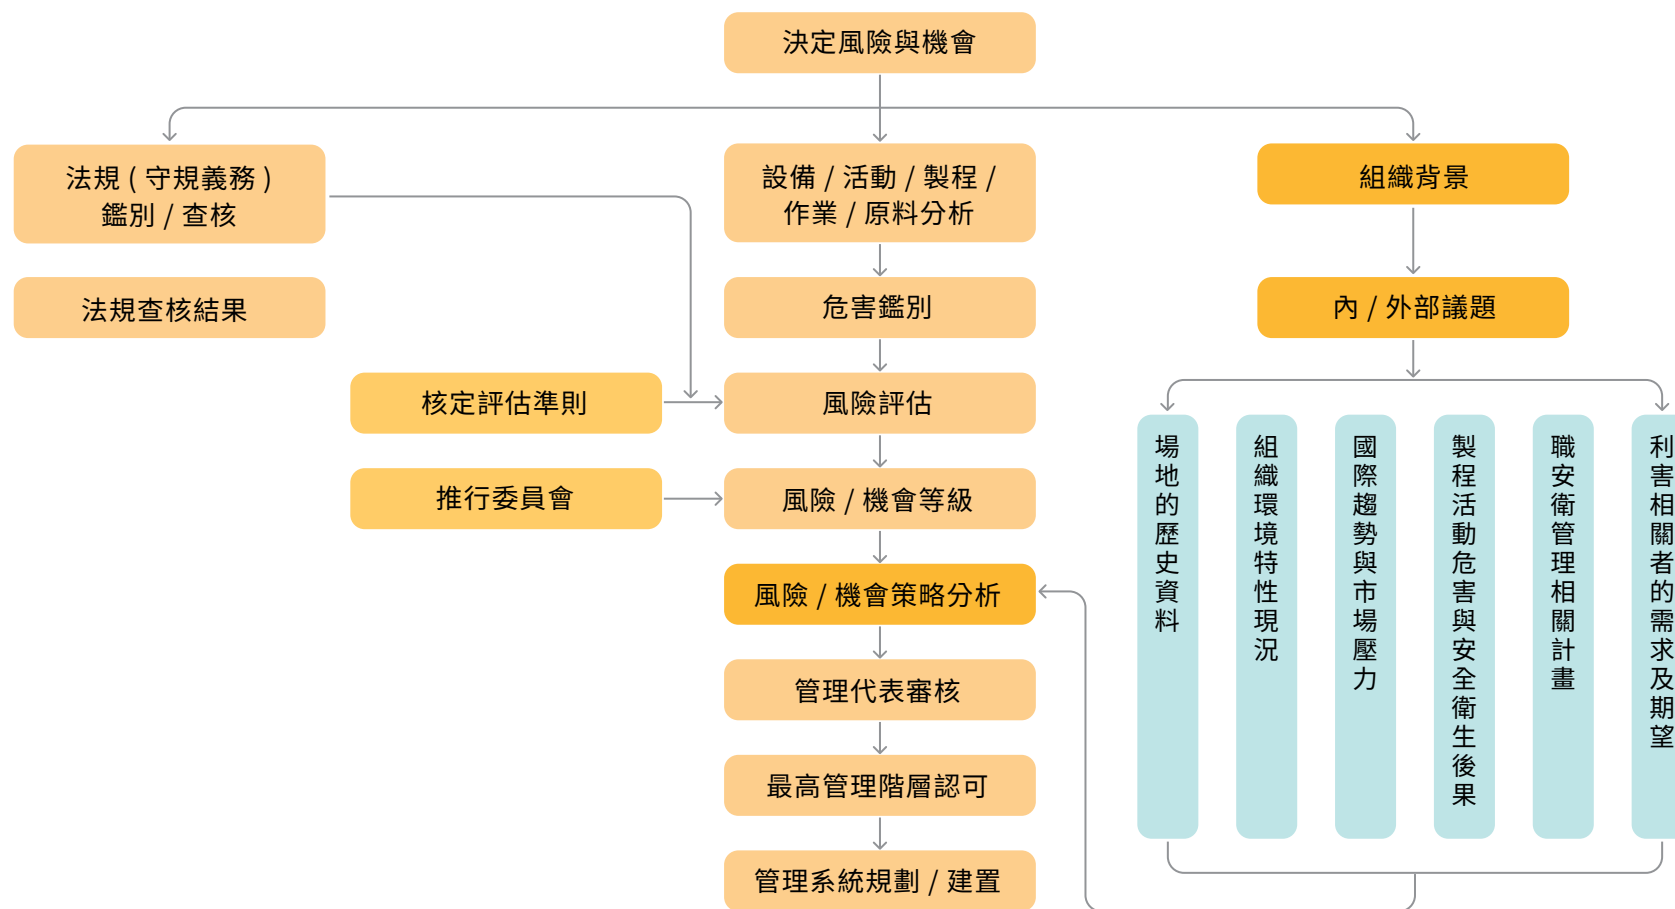 決定風險與機會
法規 ( 守規義務 )
鑑別 / 查核
設備 / 活動 / 製程 /
作業 / 原料分析
組織背景
法規查核結果
危害鑑別
內 / 外部議題
核定評估準則
風險評估
推行委員會
風險 / 機會等級
風險 / 機會策略分析
管理代表審核
最高管理階層認可
管理系統規劃 / 建置
場地的歷史資料
組織環境特性現況
國際趨勢與市場壓力
製程活動危害與安全衛生後果
職安衛管理相關計畫
利害相關者的需求及期望